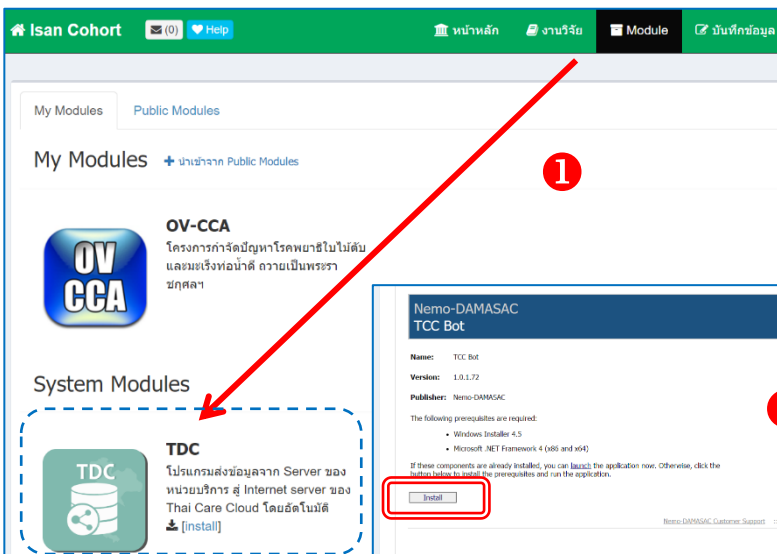 Isan Cohort
(0)
Help
หน้าหลัก
งานวิจัย
Module
บันทึกข้อมูล
My Modules
Public Modules
My Modules
นำเข้าจาก Public Modules
OV
CCA
OV-CCA
โครงการกำจัดปัญหาโรคพยาธิใบไม้ตับ
และมะเร็งท่อน้ำดี ถวายเป็นพระรา
ชกุศลฯ
1
System Modules
TDC
TDC
โปรแกรมส่งข้อมูลจาก Server ของ
หน่วยบริการ สู่ Internet server ของ
Thai Care Cloud โดยอัตโนมัติ
[install]
Nemo-DAMASAC
TCC Bot
Name: TCC Bot
Version: 1.0.1.72
Publisher: Nemo-DAMASAC
The following prerequisites are required:
• Windows Installer 4.5
• Microsoft .NET Framework 4 (x86 and x64)
If these components are already installed, you can launch the application now. Otherwise, click the
button below to install the prerequisites and run the application.
Install
Nemo-DAMASAC Customer Support